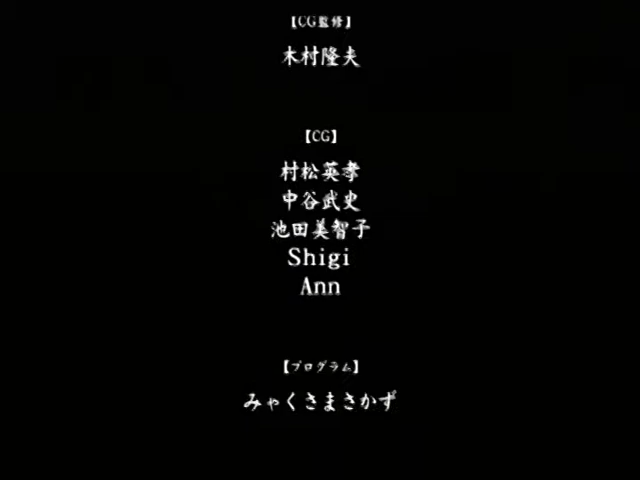 【CG監修】
木村隆夫
【CG】
村松英孝
中谷武史
池田美智子
Shigi
Ann
【プログラム】
みゃくさまさかず